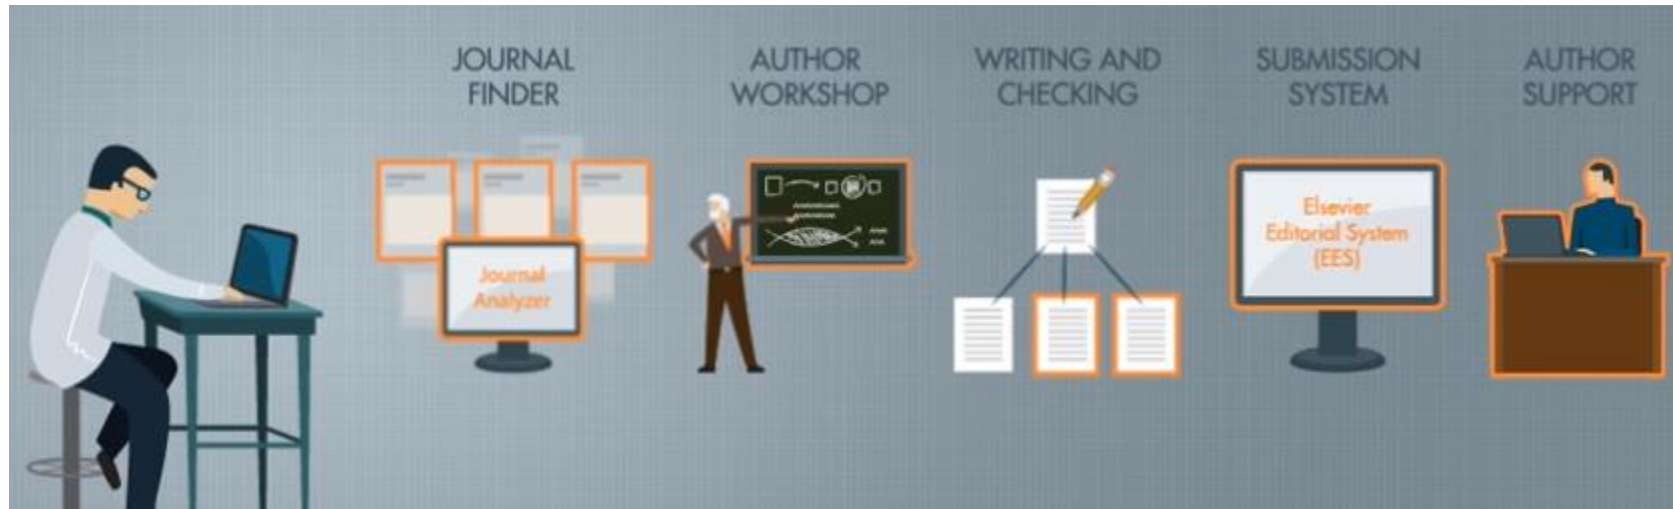 JOURNAL
FINDER
AUTHOR
WORKSHOP
WRITING AND
CHECKING
SUBMISSION
SYSTEM
AUTHOR
SUPPORT
Journal
Analyzer
Elsevier
Editorial System
(EES)